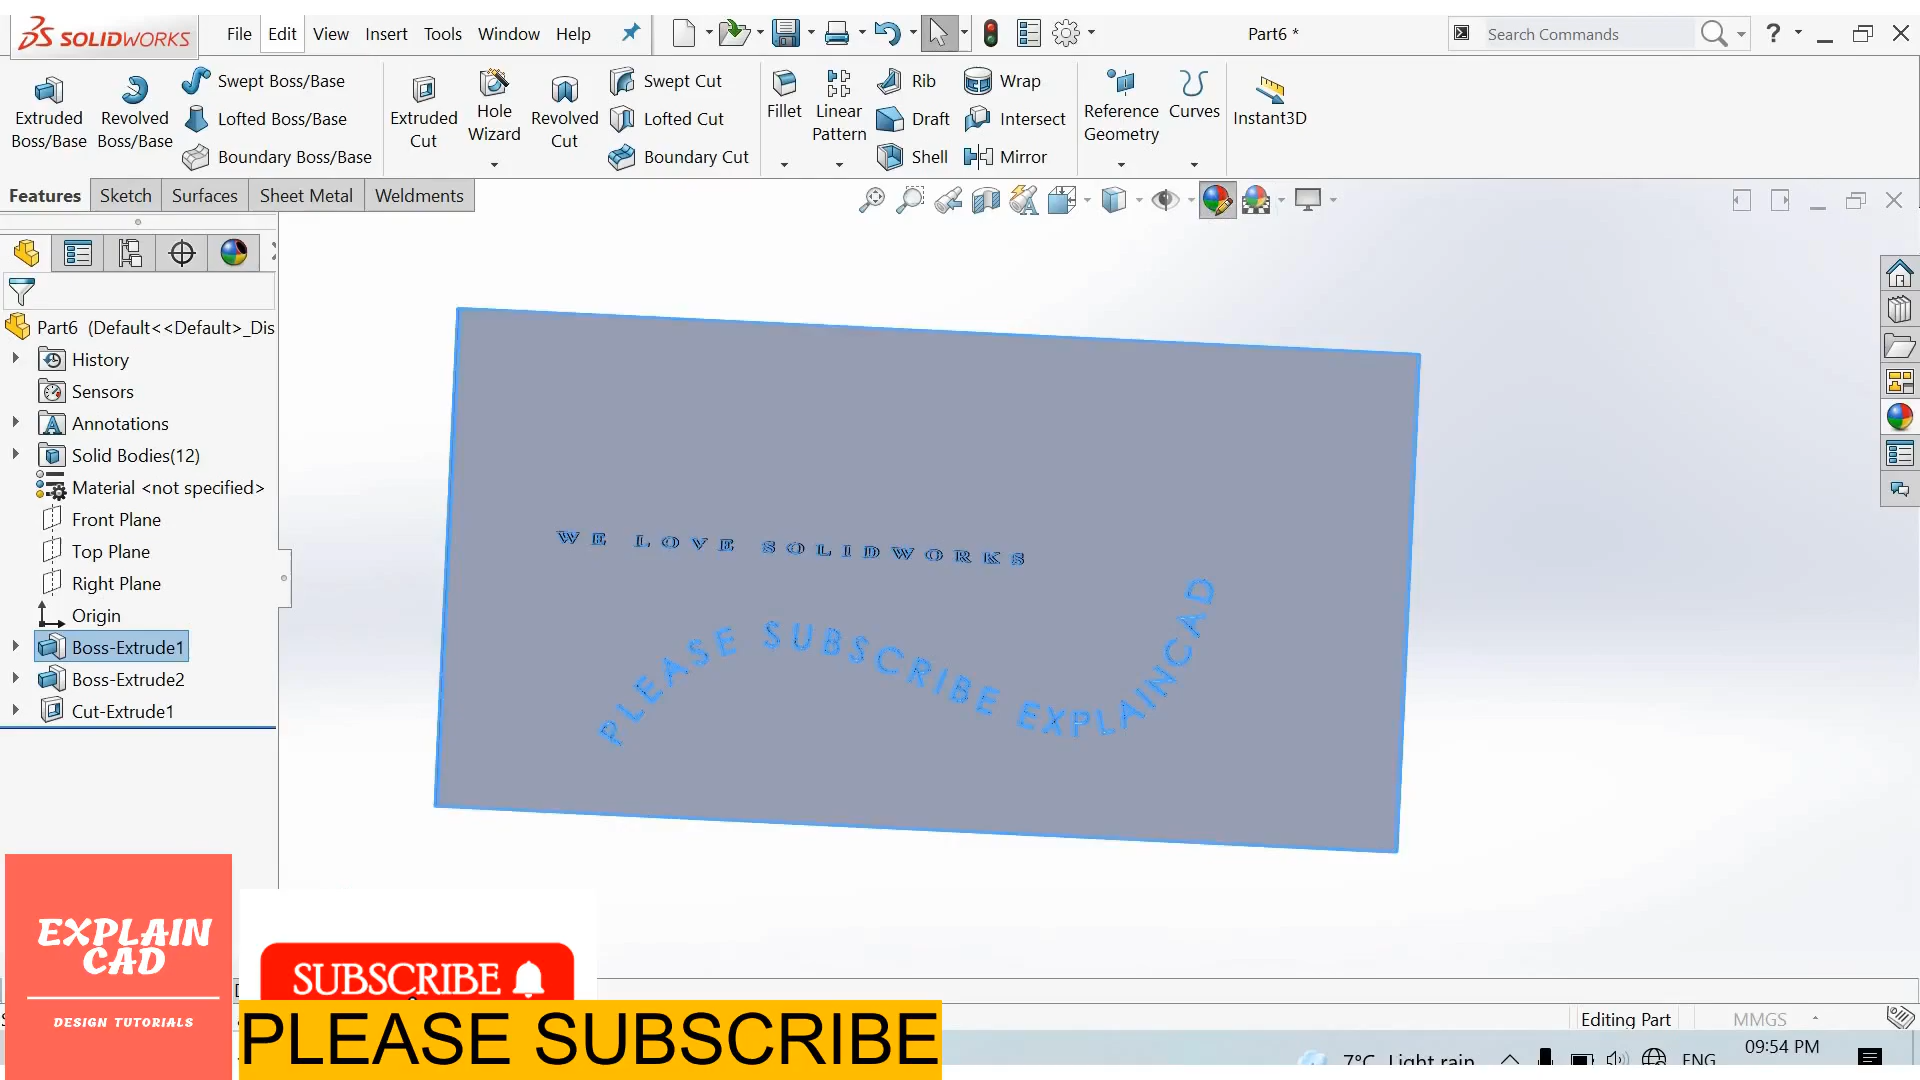 SOLIDWORKS
File Edit View Insert Tools Window Help
Part6 *
Search Commands
Extruded Boss/Base
Revolved Boss/Base
Swept Boss/Base
Lofted Boss/Base
Boundary Boss/Base
Extruded Cut
Hole Wizard
Revolved Cut
Swept Cut
Lofted Cut
Boundary Cut
Fillet
Linear Pattern
Rib
Draft
Shell
Wrap
Intersect
Mirror
Reference Geometry
Curves
Instant3D
Features Sketch Surfaces Sheet Metal Weldments
Part6 (Default<<Default>_Dis
History
Sensors
Annotations
Solid Bodies(12)
Material <not specified>
Front Plane
Top Plane
Right Plane
Origin
Boss-Extrude1
Boss-Extrude2
Cut-Extrude1
WE LOVE SOLIDWORKS
PLEASE SUBSCRIBE EXPLAINCAD
EXPLAIN
CAD
DESIGN TUTORIALS
SUBSCRIBE
PLEASE SUBSCRIBE
Editing Part
MMGS
7°C Light rain
ENG
09:54 PM